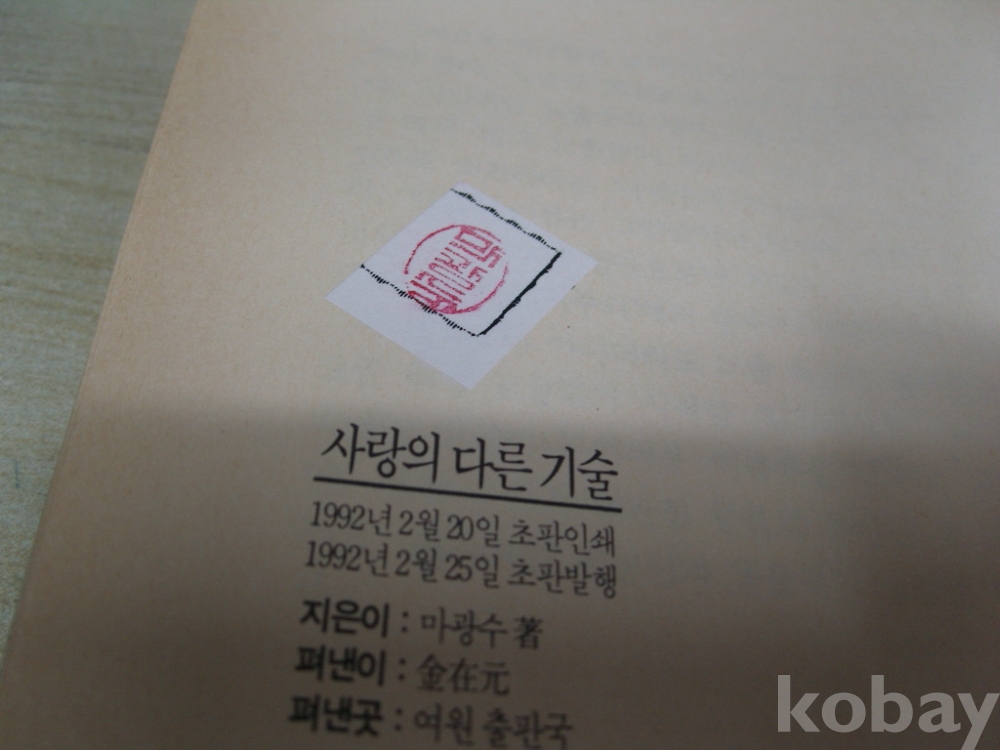 사랑의 다른 기술
1992년 2월 20일 초판인쇄
1992년 2월 25일 초판발행
지은이 : 마광수 著
펴낸이 : 金在元
펴낸곳 : 여원 출판국
kobay